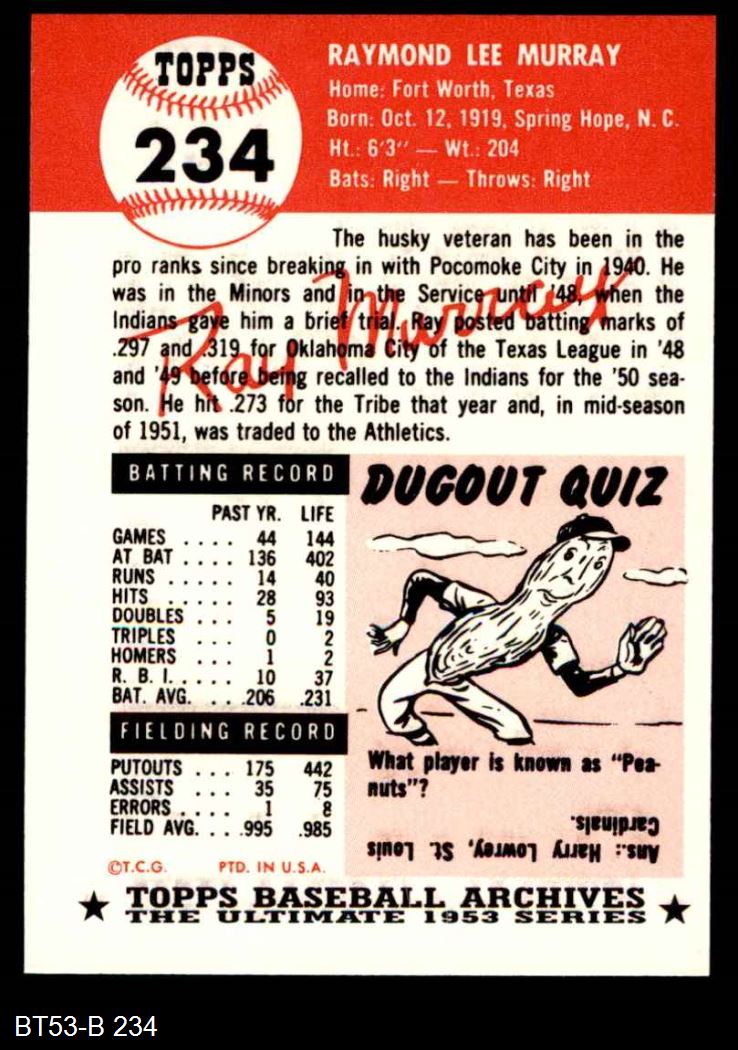 TOPPS
234
RAYMOND LEE MURRAY
Home: Fort Worth, Texas
Born: Oct. 12, 1919, Spring Hope, N. C.
Ht.: 6'3" — Wt.: 204
Bats: Right — Throws: Right
The husky veteran has been in the
pro ranks since breaking in with Pocomoke City in 1940. He
was in the Minors and in the Service until '48, when the
Indians gave him a brief trial. Ray posted batting marks of
.297 and .319 for Oklahoma City of the Texas League in '48
and '49 before being recalled to the Indians for the '50 sea-
son. He hit .273 for the Tribe that year and, in mid-season
of 1951, was traded to the Athletics.
Ray Murray
BATTING RECORD
PAST YR. LIFE
GAMES .... 44 144
AT BAT .... 136 402
RUNS ...... 14 40
HITS ...... 28 93
DOUBLES ... 5 19
TRIPLES ... 0 2
HOMERS ... 1 2
R. B. I..... 10 37
BAT. AVG. ... .206 .231
FIELDING RECORD
PUTOUTS ... 175 442
ASSISTS ... 35 75
ERRORS .... 1 8
FIELD AVG. ... .995 .985
©T.C.G. PTD. IN U.S.A.
DUGOUT QUIZ
What player is known as "Pea-
nuts"?
Ans.: Harry Lowrey, St. Louis
Cardinals.
★ TOPPS BASEBALL ARCHIVES ★
THE ULTIMATE 1953 SERIES
BT53-B 234